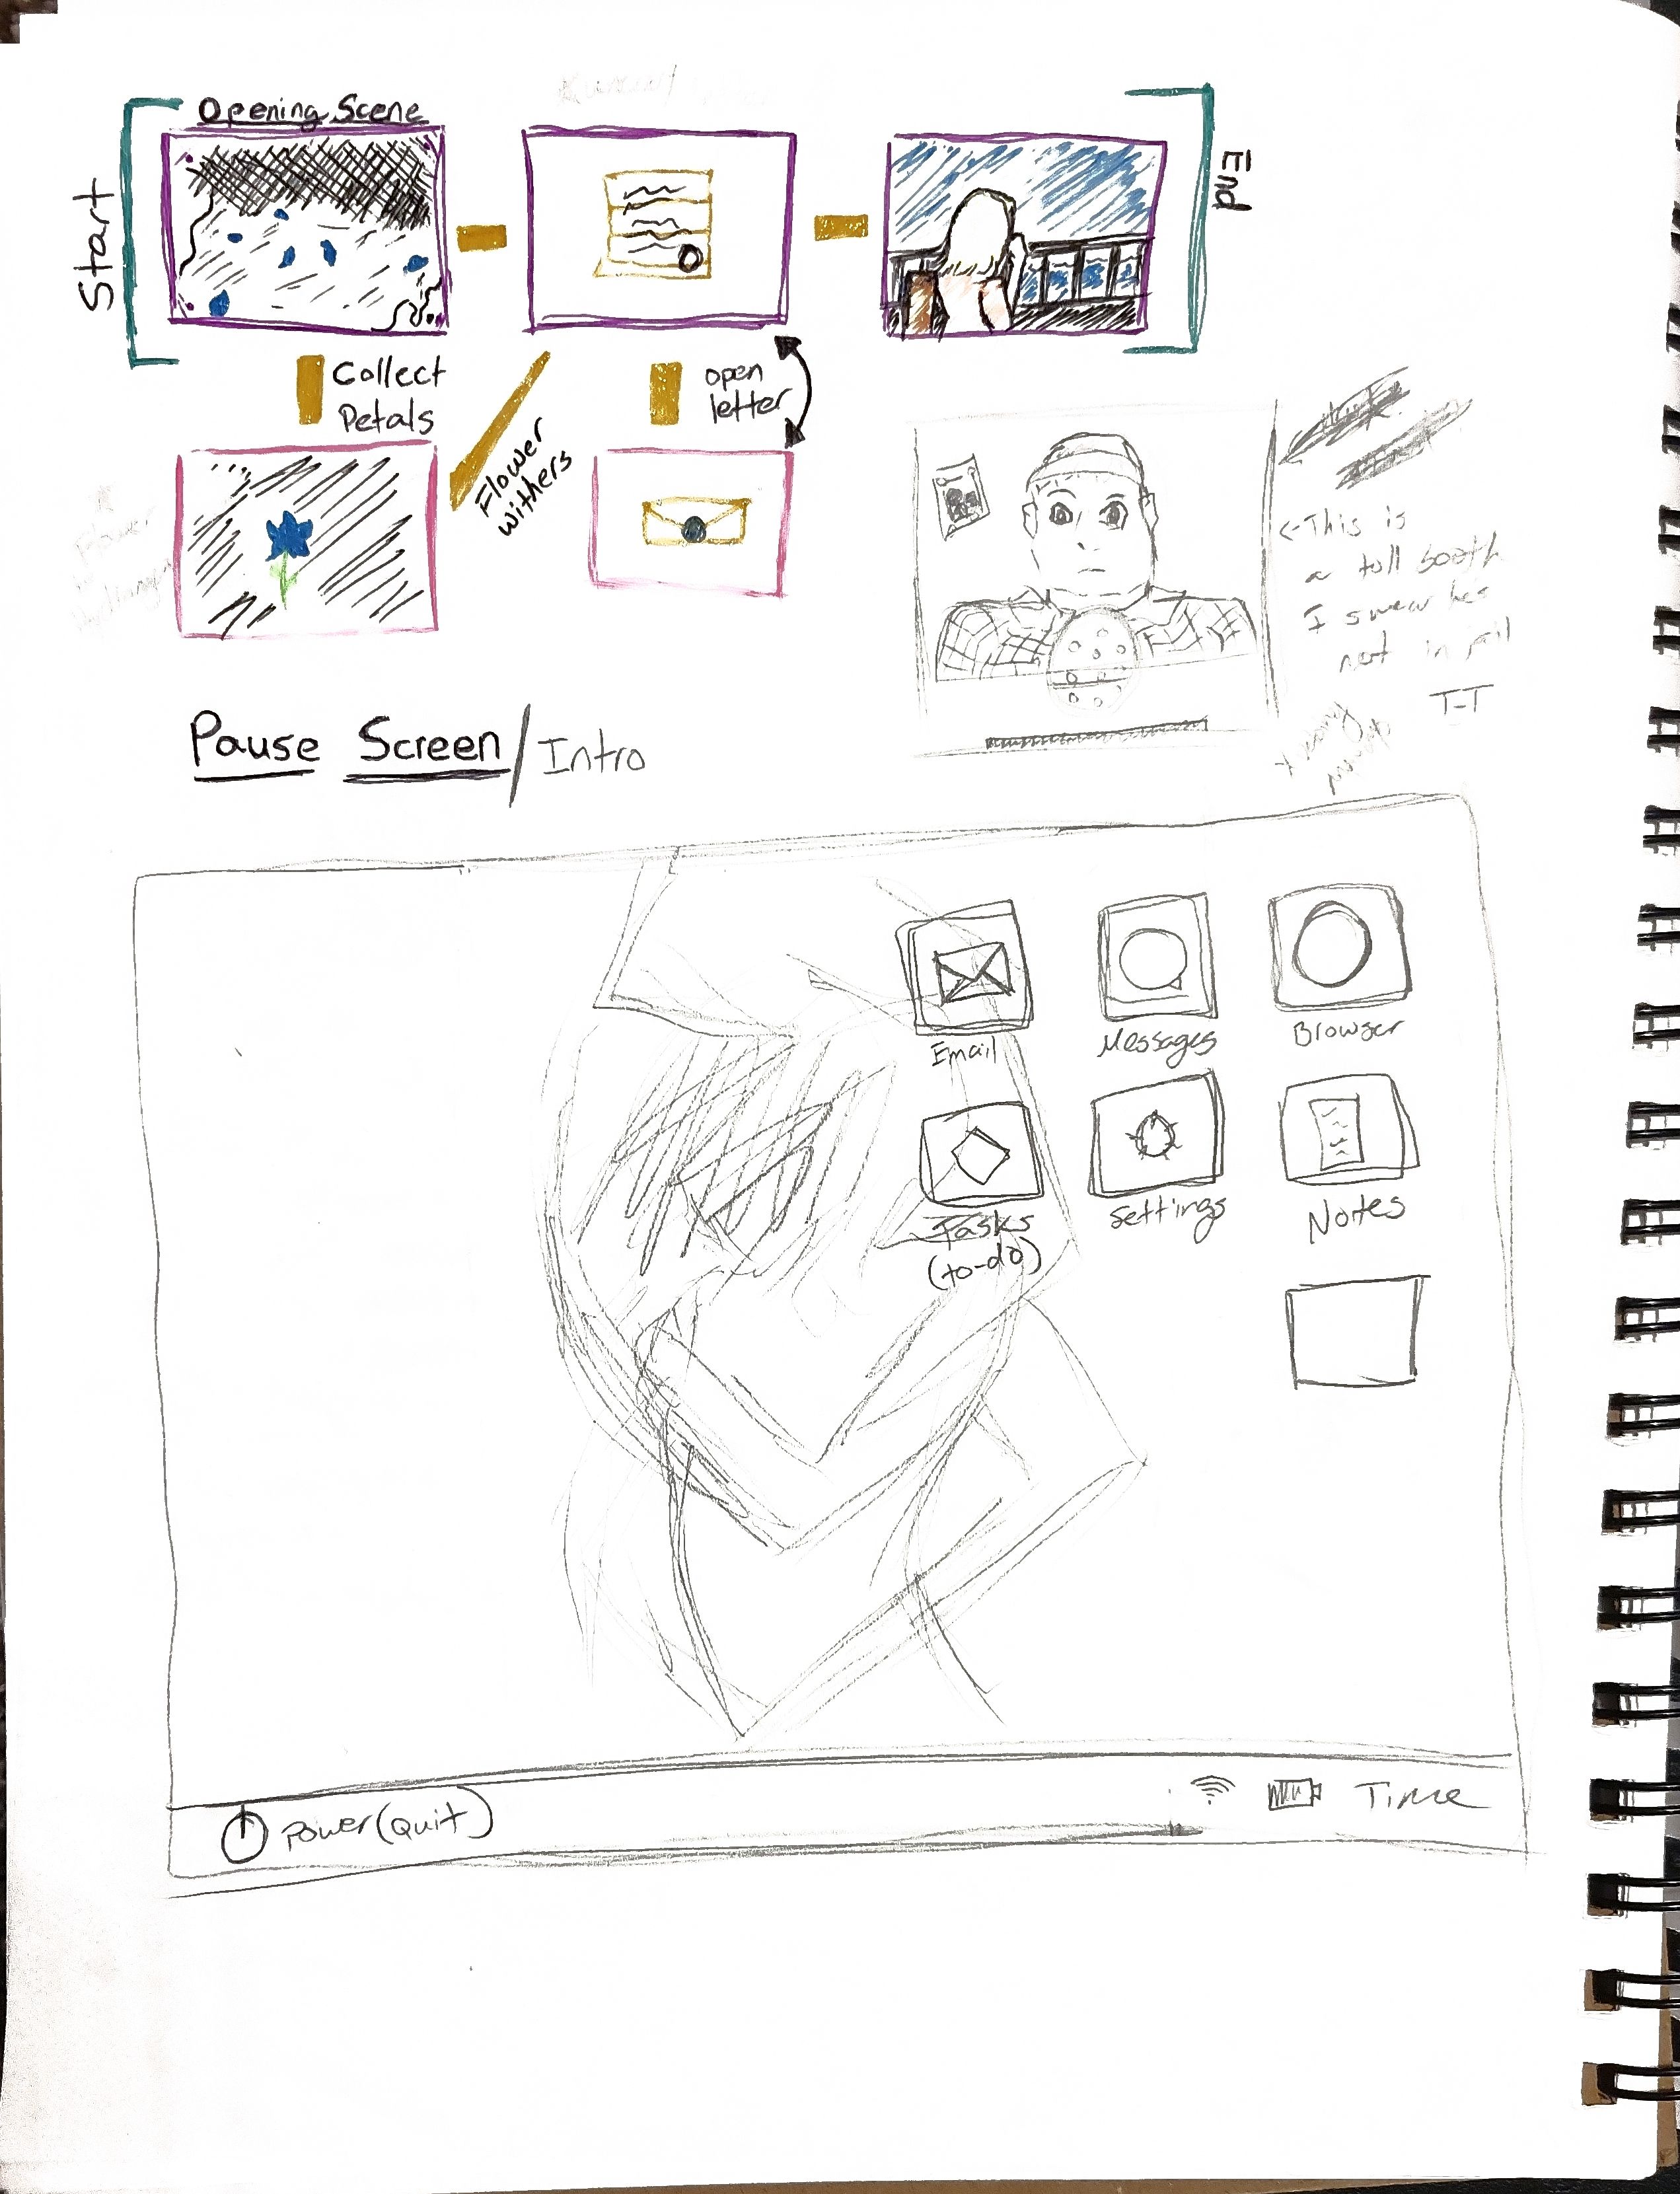 Opening Scene
Start
End
Collect
Petals
Flower
withers
open
letter
<-This is
a toll booth
I swear hes
not in jail
T-T
Pause Screen/Intro
Email
Messages
Browser
Tasks
(to-do)
Settings
Notes
Power(Quit)
Time